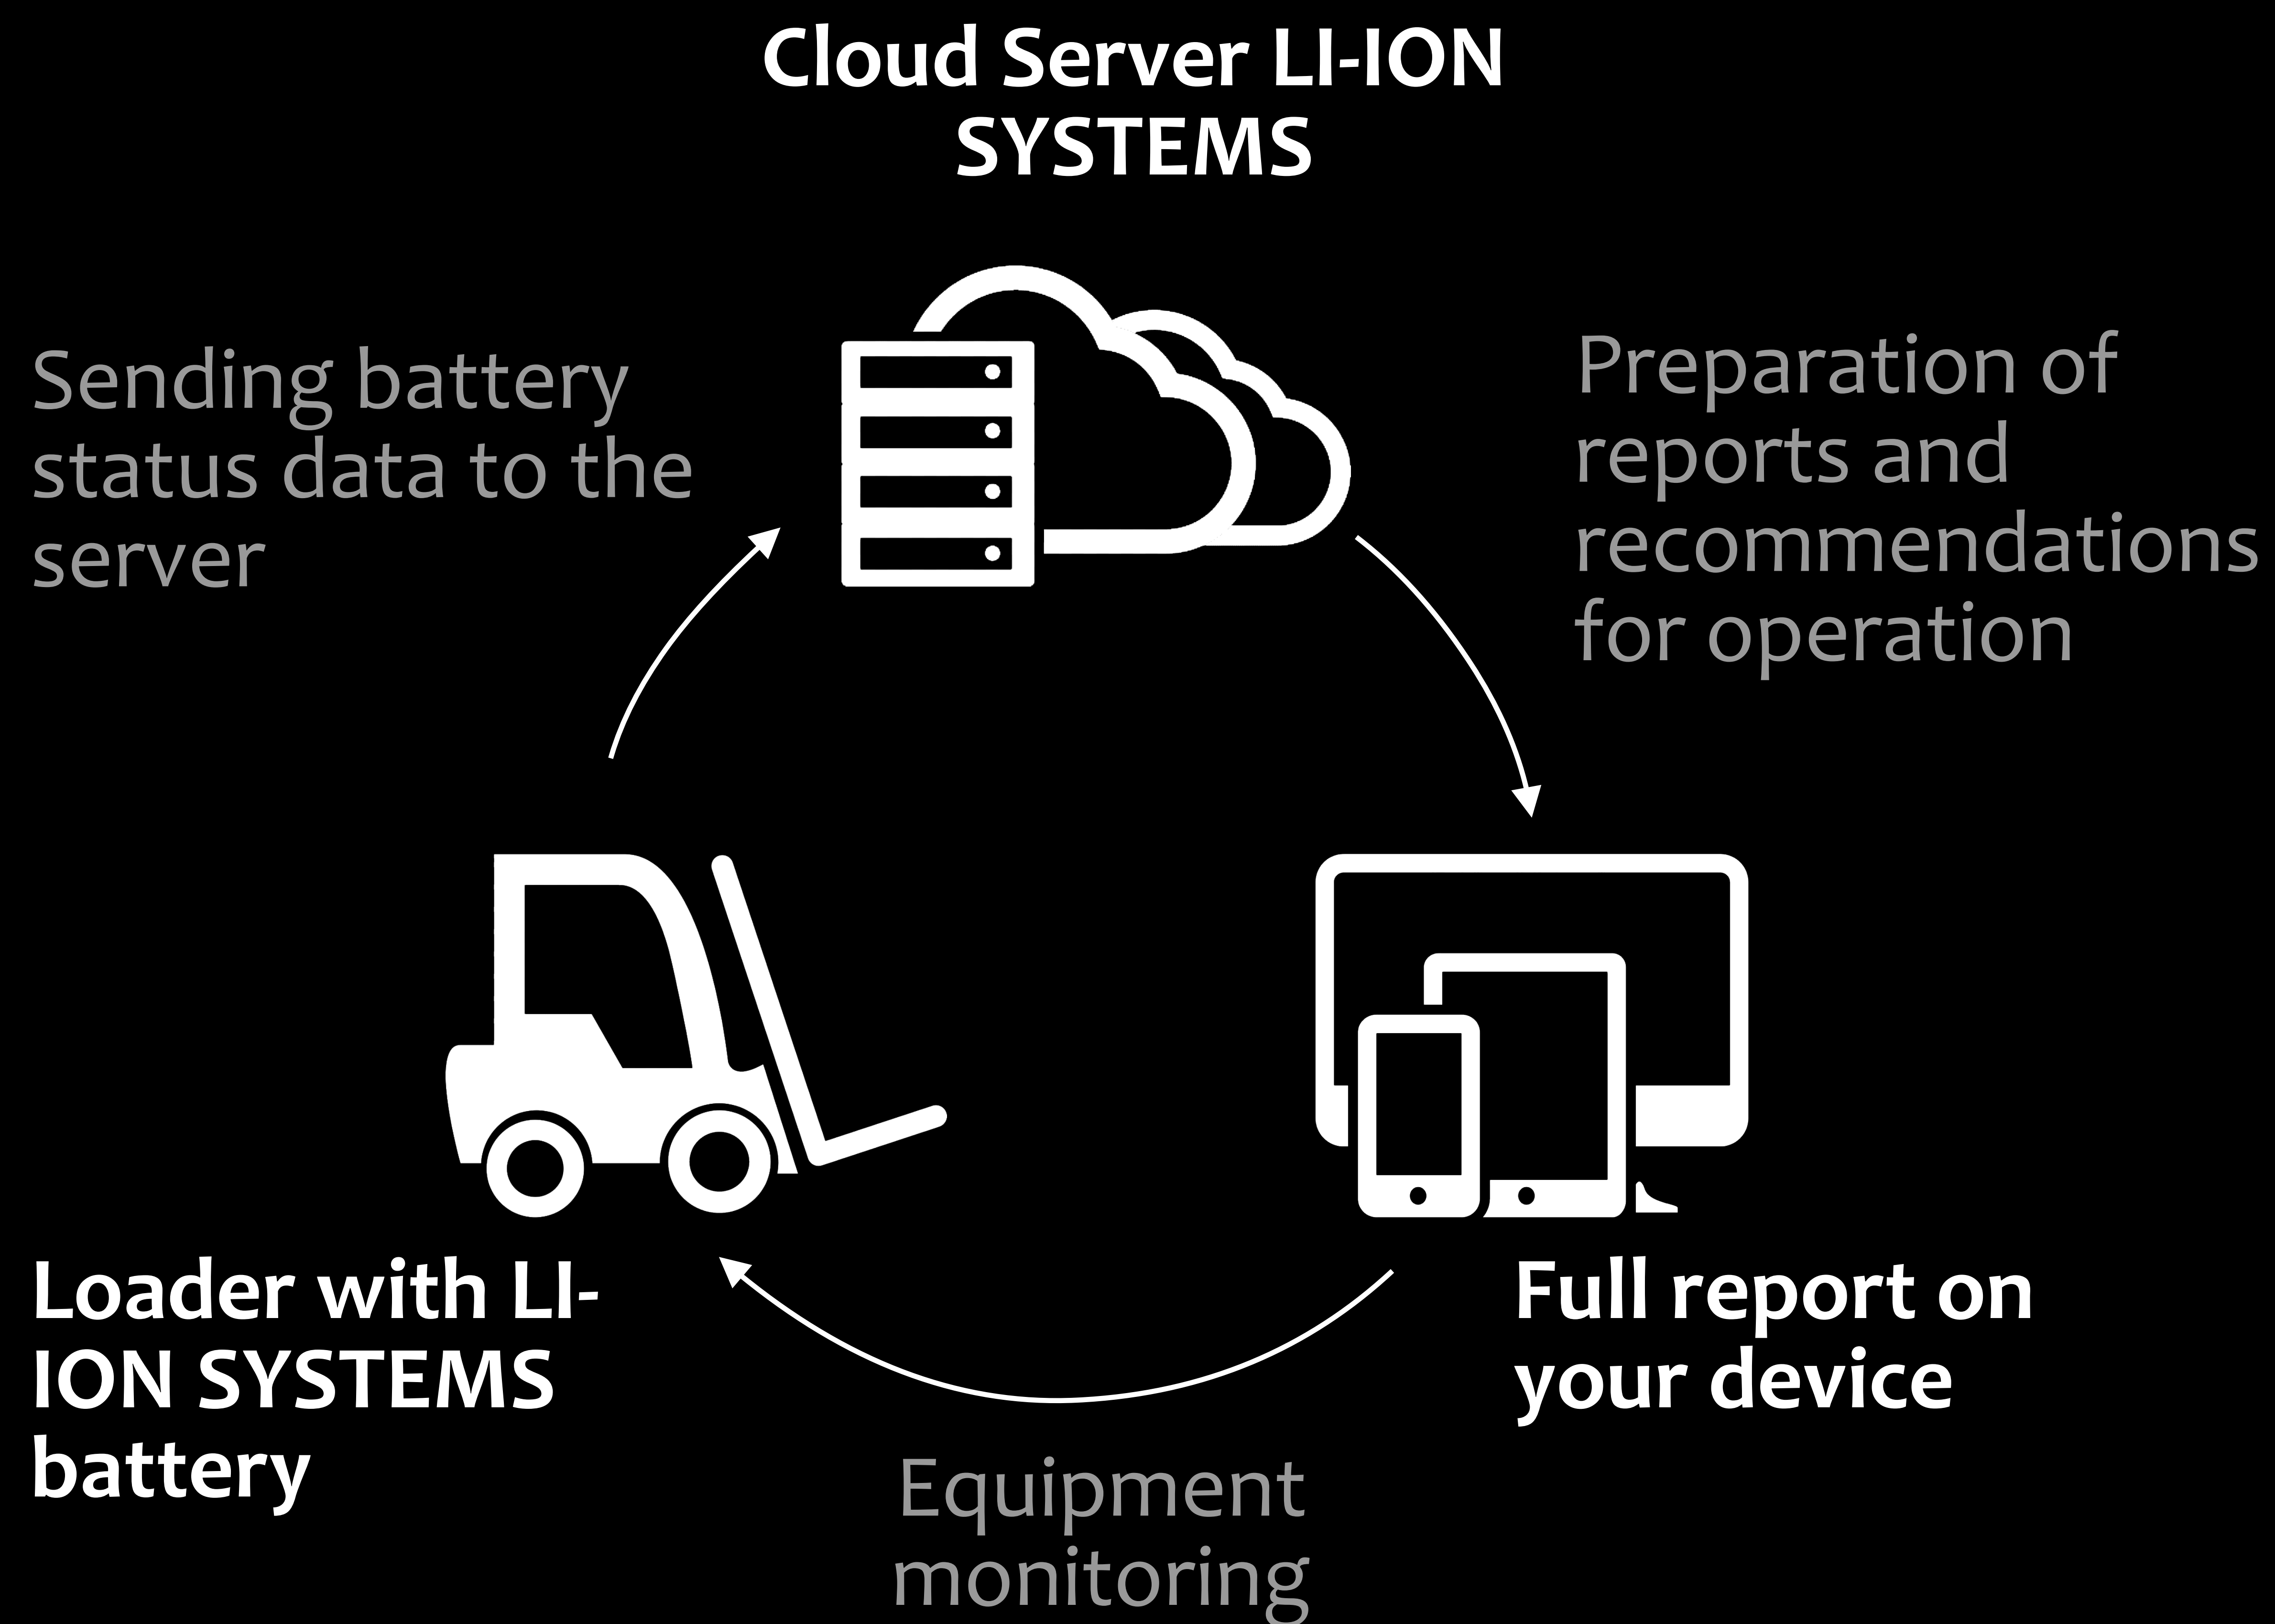 Cloud Server LI-ION
SYSTEMS
Sending battery
status data to the
server
Preparation of
reports and
recommendations
for operation
Loader with LI-
ION SYSTEMS
battery
Full report on
your device
Equipment
monitoring